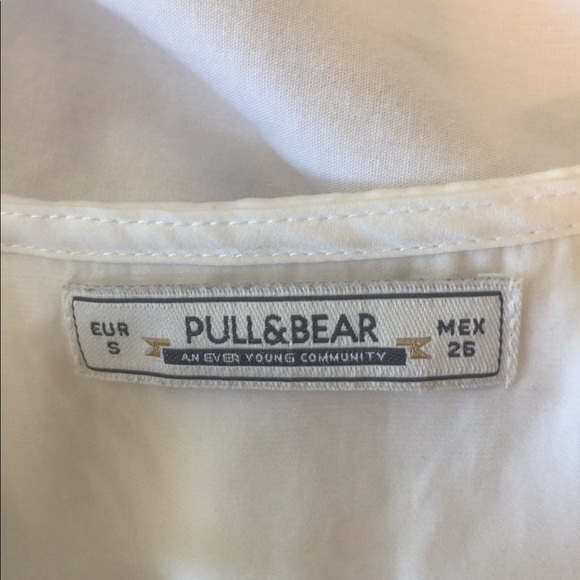 EUR
S
PULL&BEAR
AN EVER YOUNG COMMUNITY
MEX
26